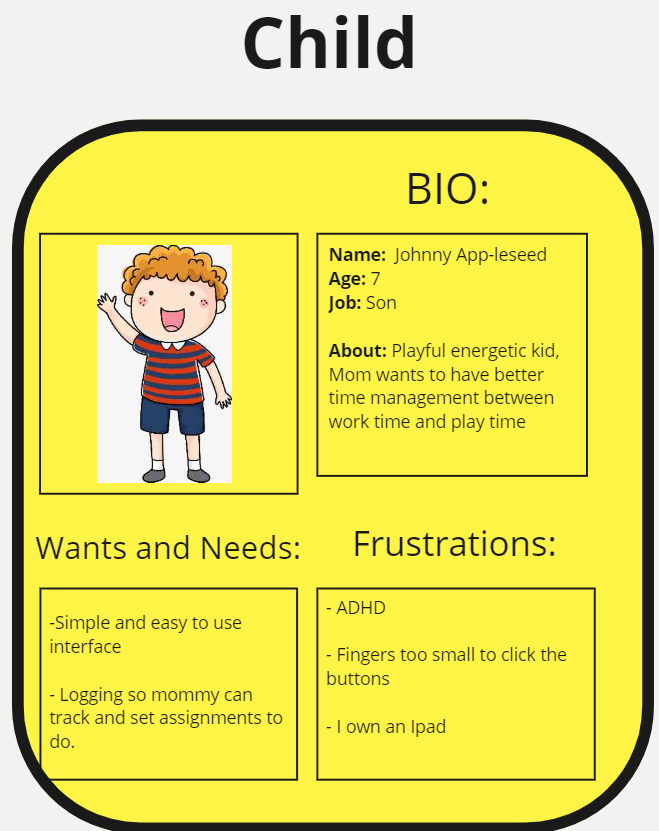 Child
BIO:
Name:  Johnny App-leseed
Age: 7
Job: Son
About: Playful energetic kid,
Mom wants to have better
time management between
work time and play time
Wants and Needs:
-Simple and easy to use
interface
- Logging so mommy can
track and set assignments to
do.
Frustrations:
- ADHD
- Fingers too small to click the
buttons
- I own an Ipad